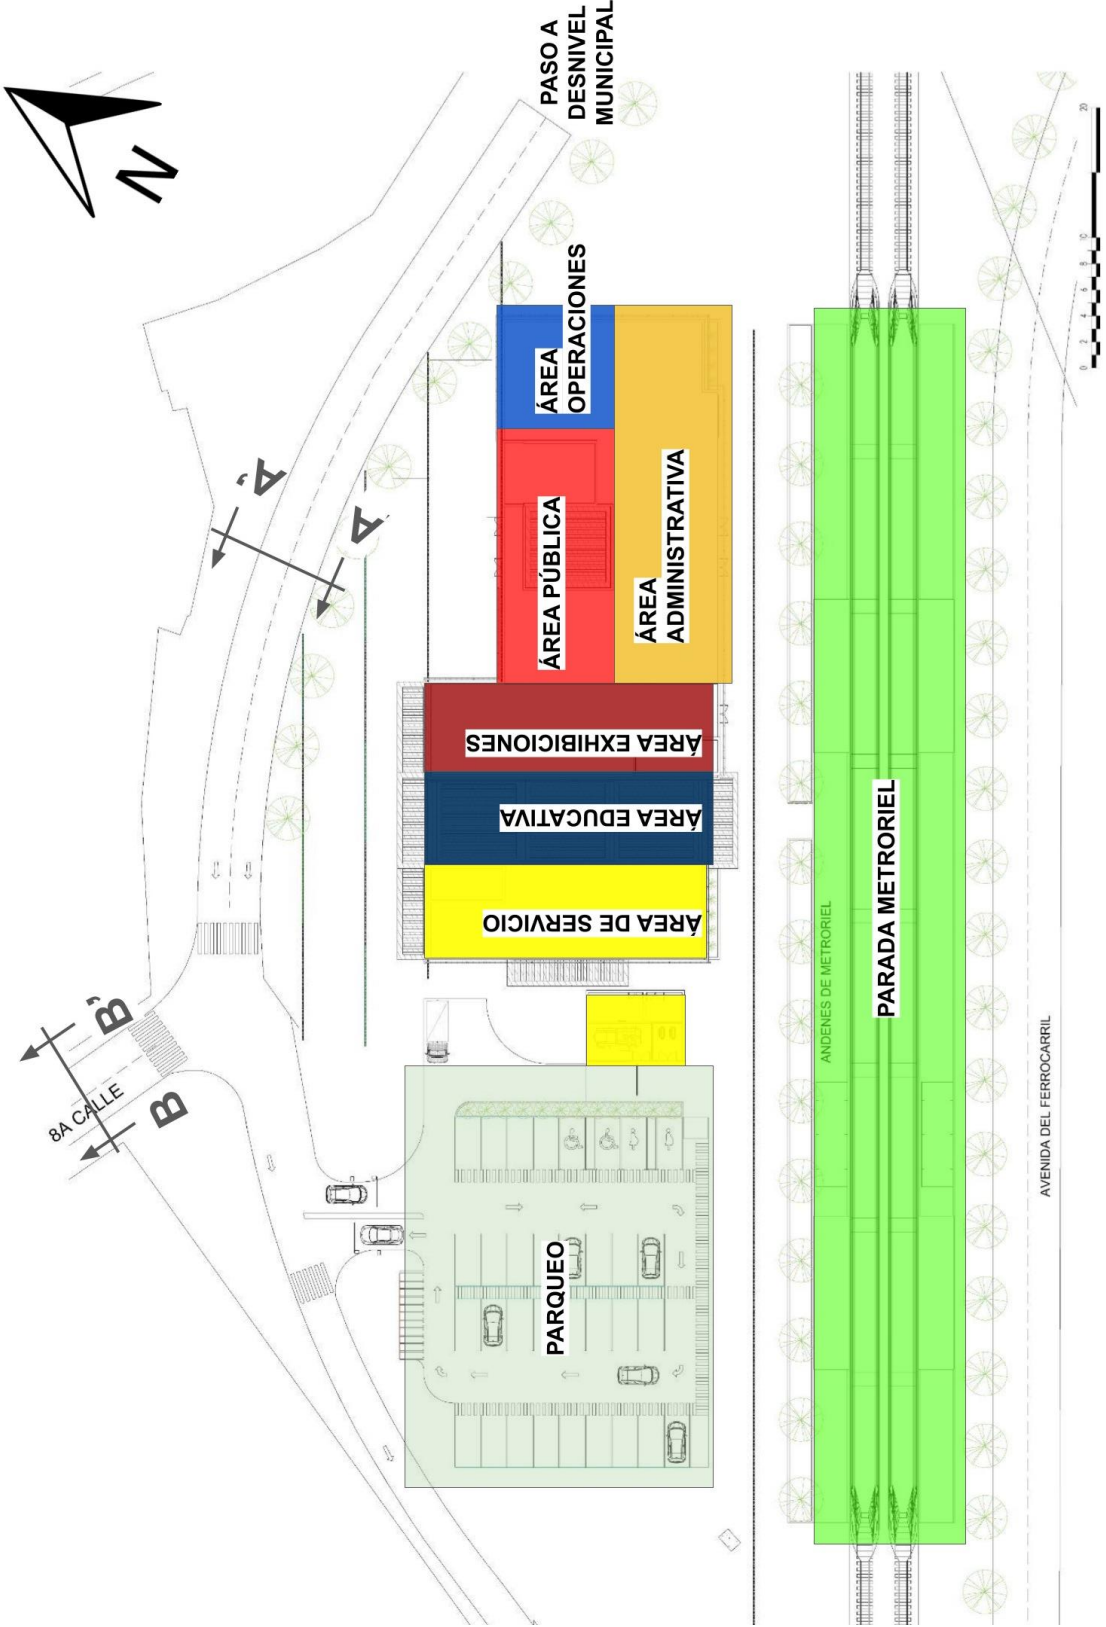 PASO A
DESNIVEL
MUNICIPAL
N
ÁREA
OPERACIONES
ÁREA PÚBLICA
ÁREA
ADMINISTRATIVA
A'
A
ÁREA EXHIBICIONES
ÁREA EDUCATIVA
ÁREA DE SERVICIO
B'
B
8A CALLE
PARQUEO
ANDENES DE METRORIEL
PARADA METRORIEL
AVENIDA DEL FERROCARRIL
0 2 4 6 8 10 20